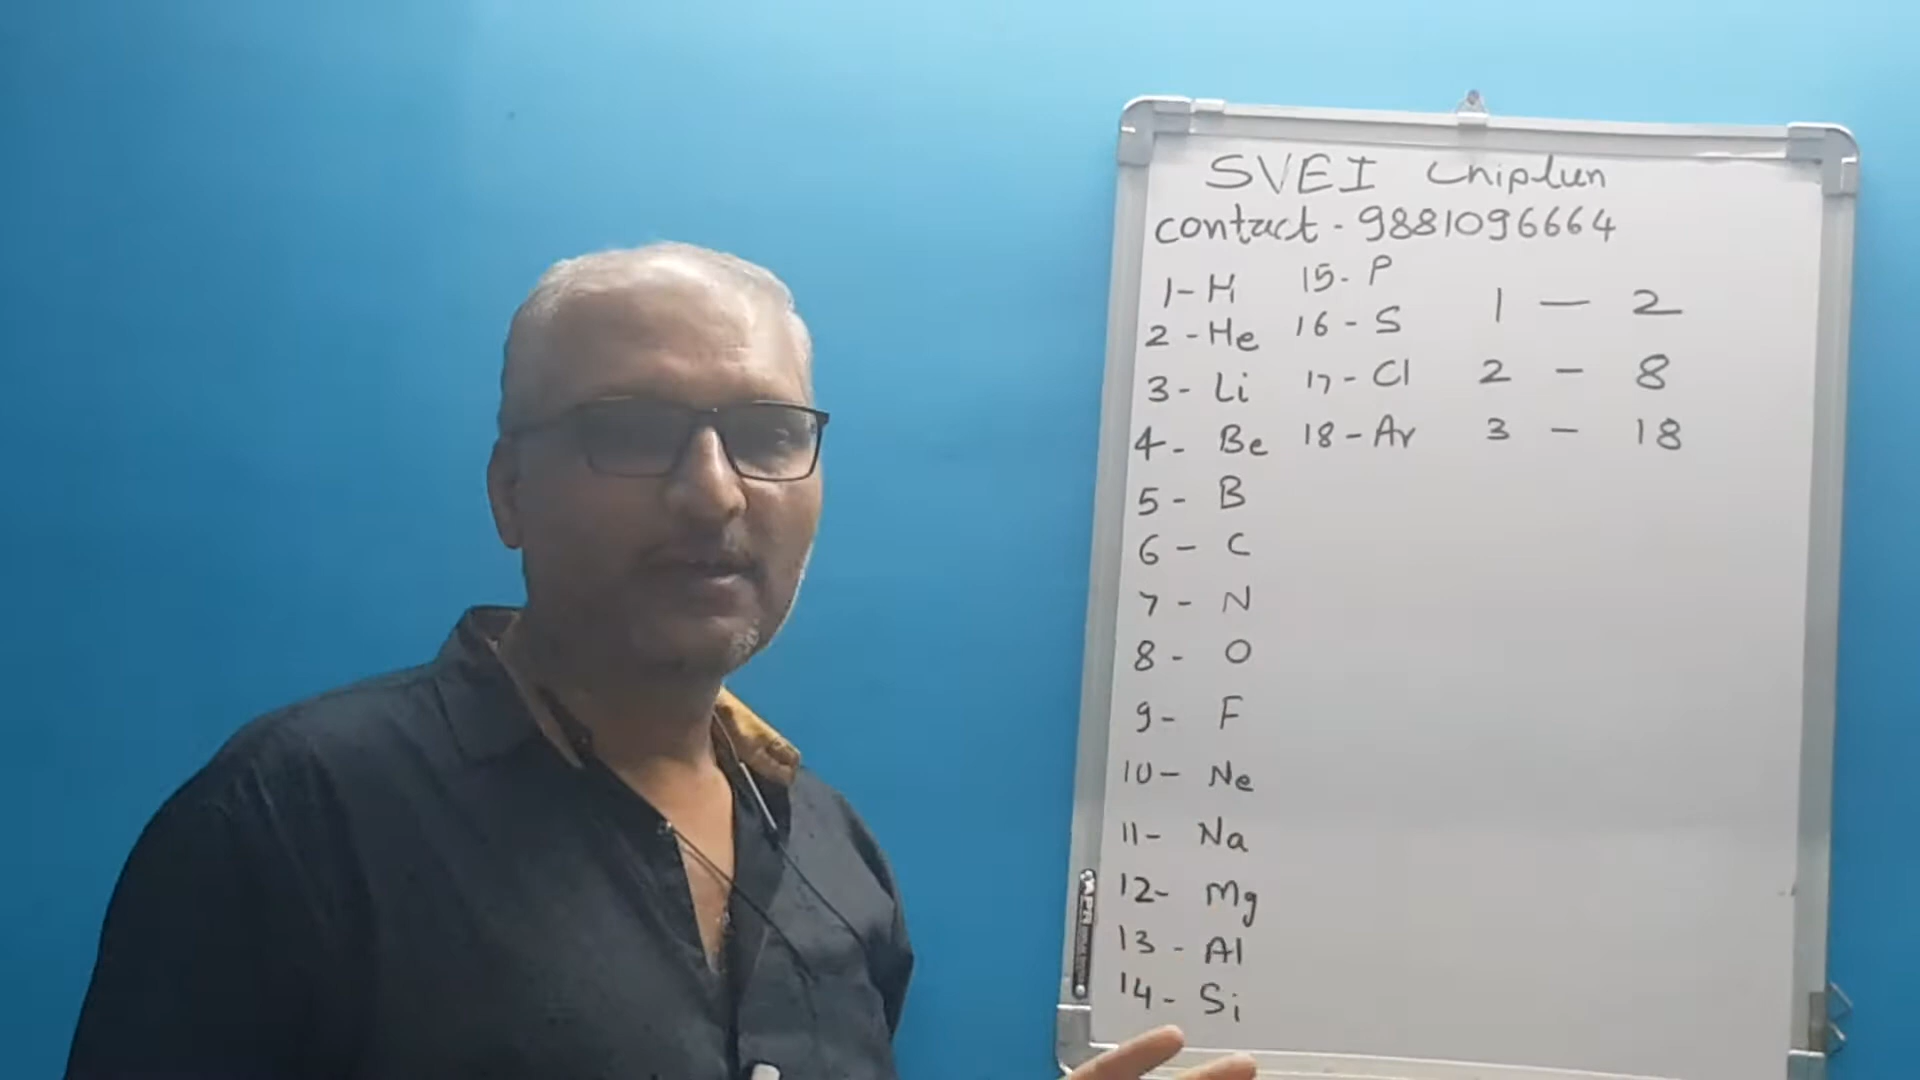 SVEI Chiplun
contact - 9881096664
1- H
2 - He
3- Li
4- Be
5- B
6 - C
7 - N
8 - O
9- F
10- Ne
11- Na
12- Mg
13 - Al
14- Si
15- P
16 - S
17- Cl
18- Ar
1 - 2
2 - 8
3 - 18